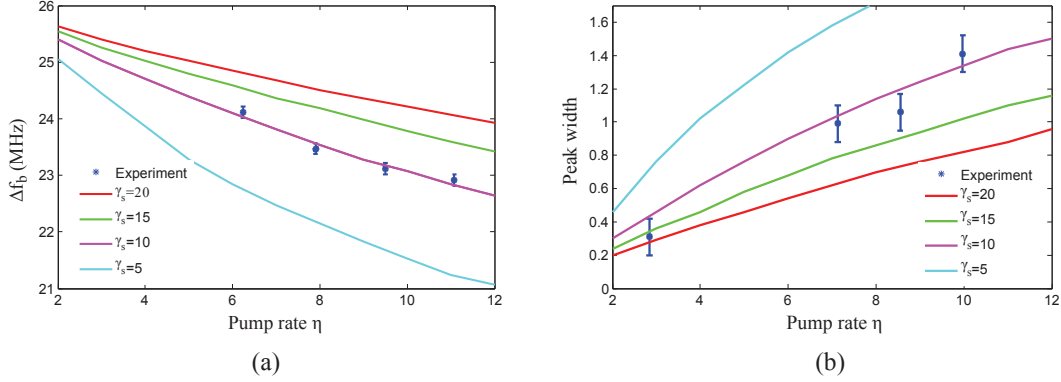 26
25
24
23
22
21
2
4
6
8
10
12
Δf_b (MHz)
Pump rate η
Experiment
γ_s=20
γ_s=15
γ_s=10
γ_s=5
(a)
1.6
1.4
1.2
1
0.8
0.6
0.4
0.2
0
2
4
6
8
10
12
Peak width
Pump rate η
Experiment
γ_s=20
γ_s=15
γ_s=10
γ_s=5
(b)